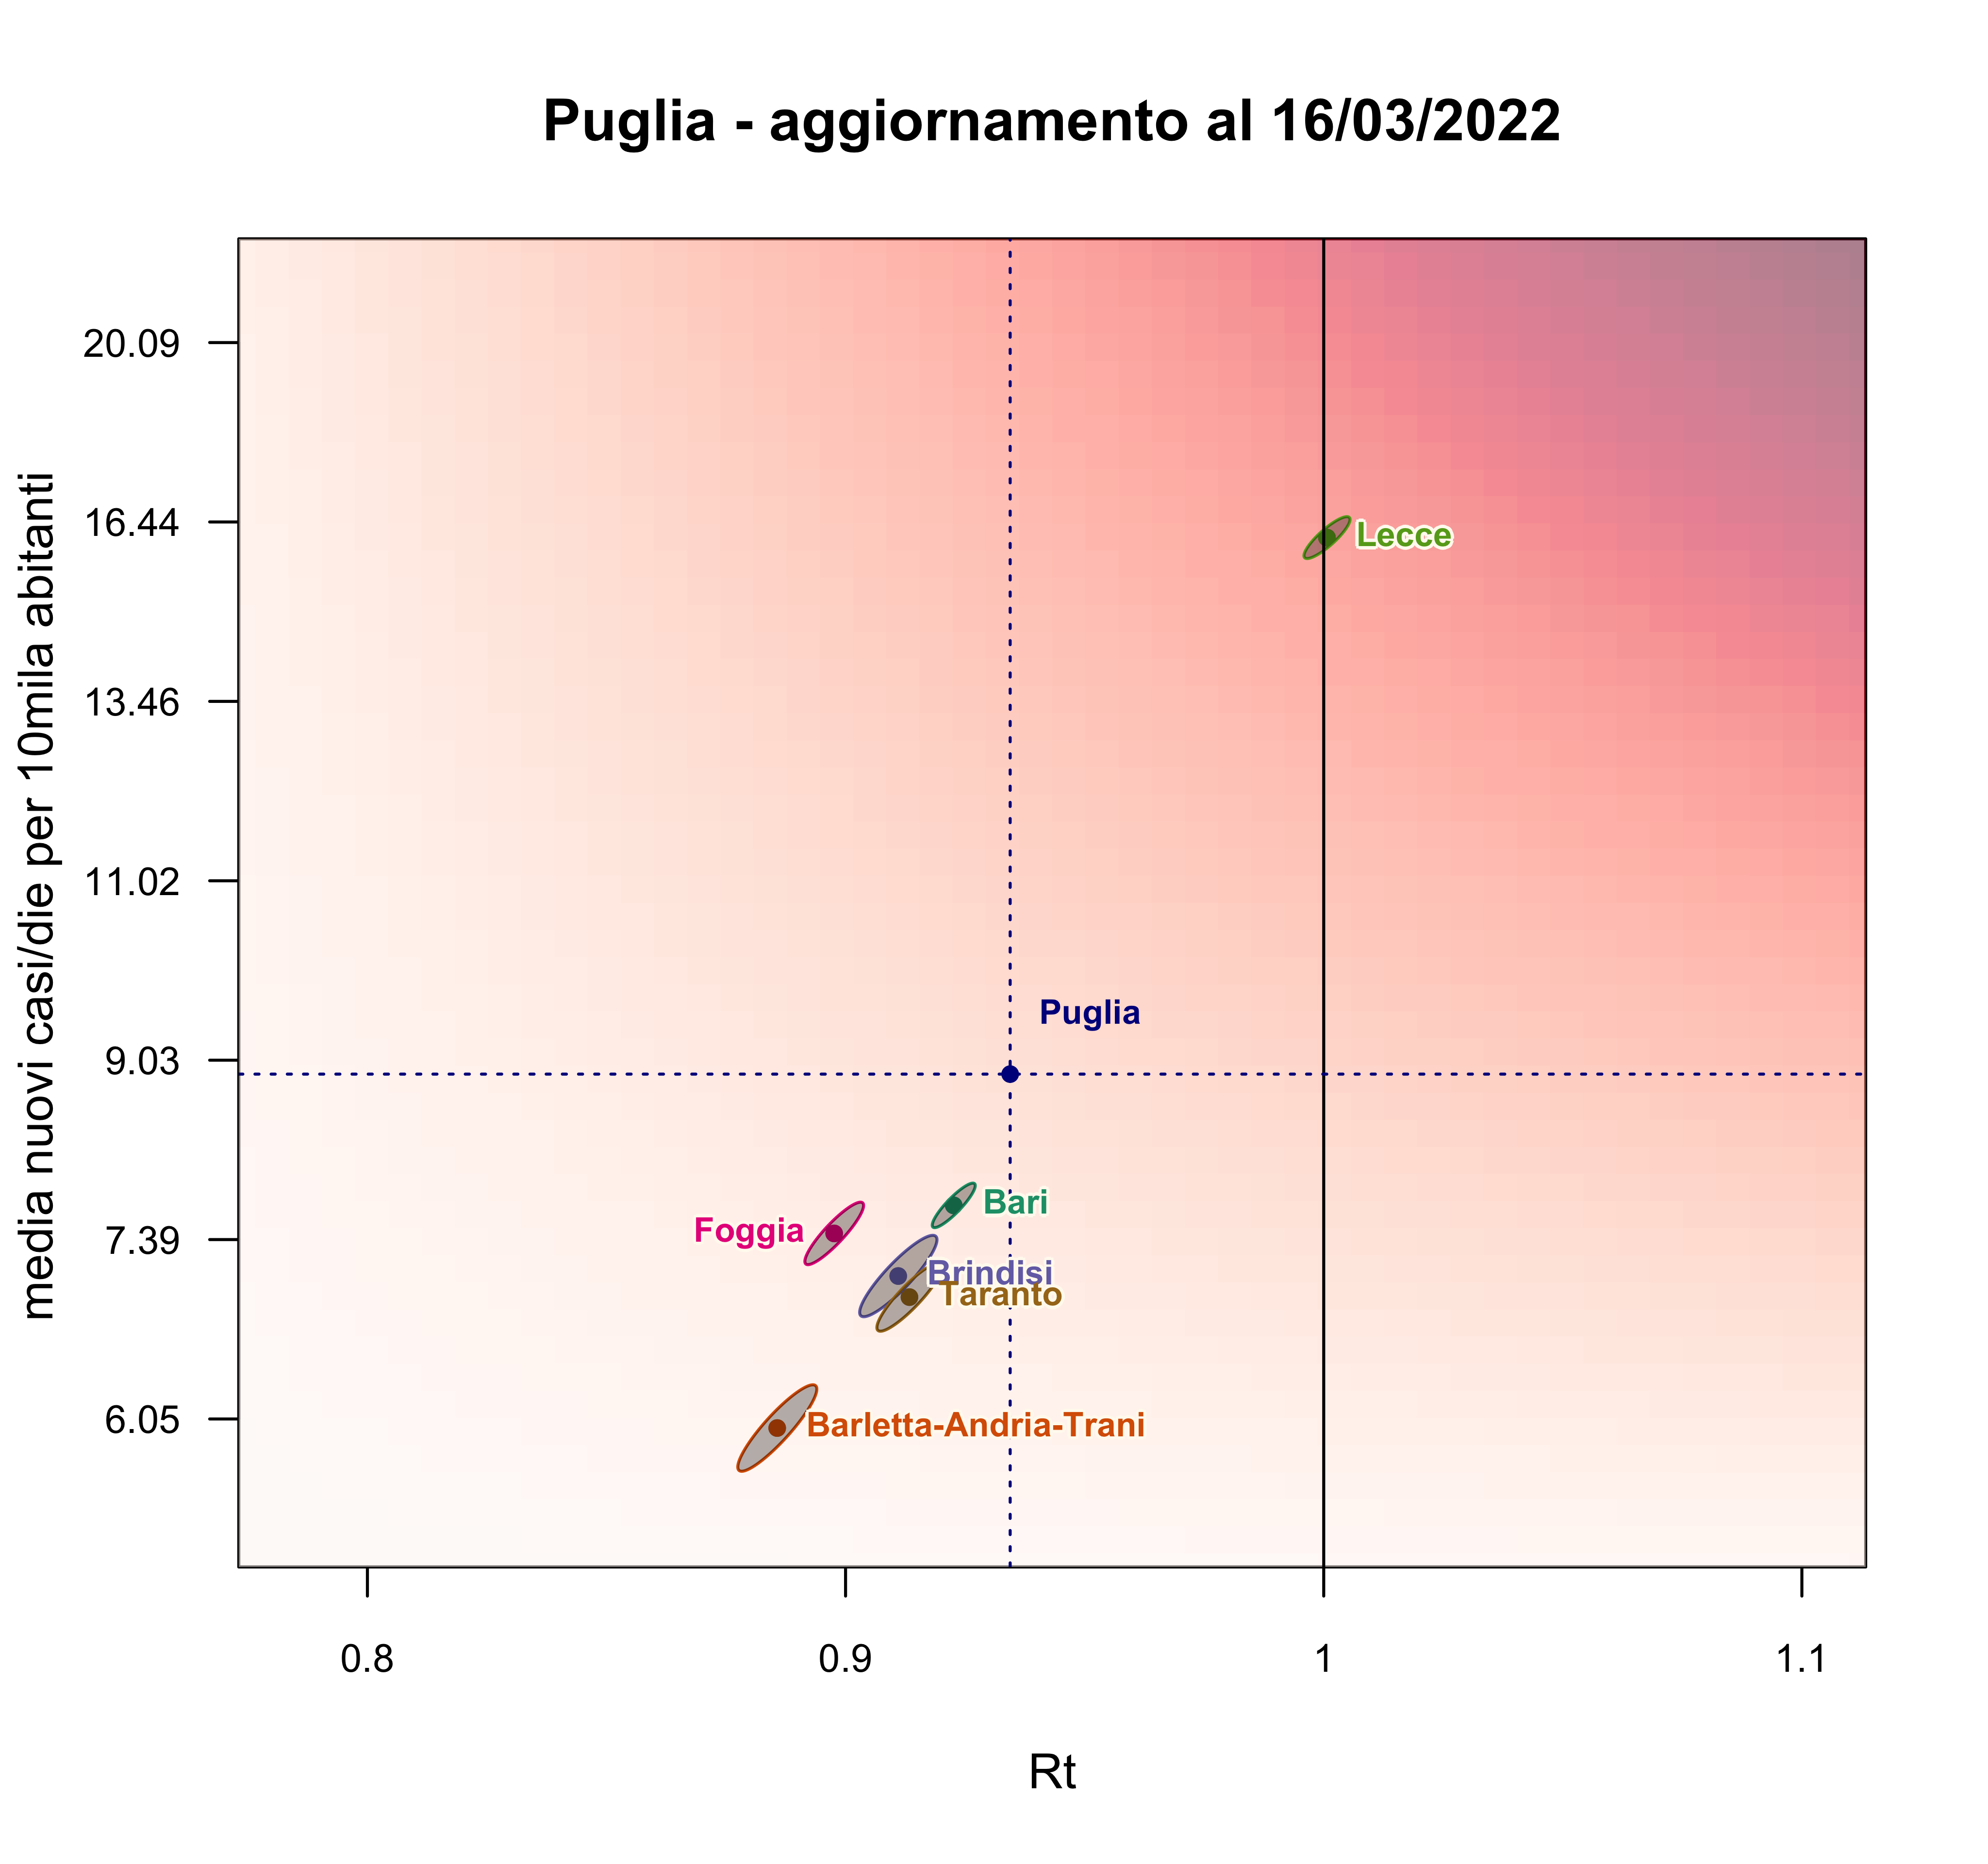 Puglia - aggiornamento al 16/03/2022
media nuovi casi/die per 10mila abitanti
20.09
16.44
13.46
11.02
9.03
7.39
6.05
Lecce
Puglia
Bari
Foggia
Brindisi
Taranto
Barletta-Andria-Trani
0.8
0.9
1
1.1
Rt